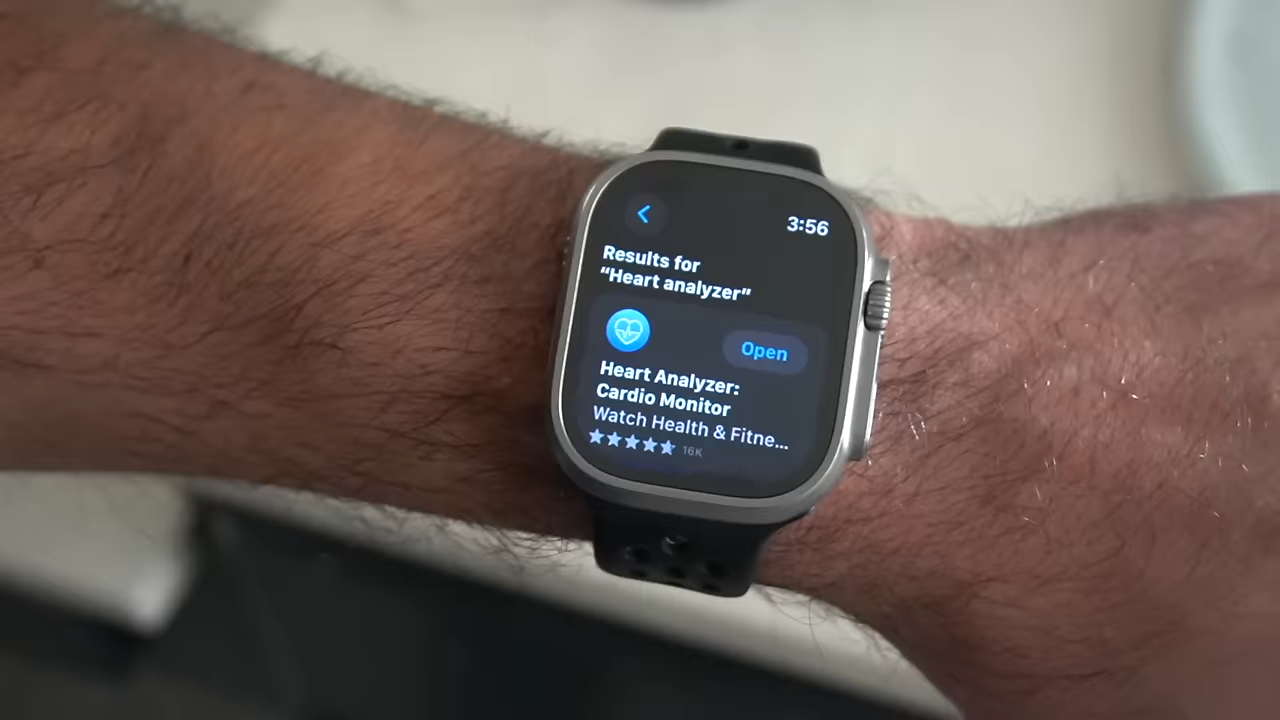 3:56
Results for
“Heart analyzer”
Open
Heart Analyzer:
Cardio Monitor
Watch Health & Fitne...
16K